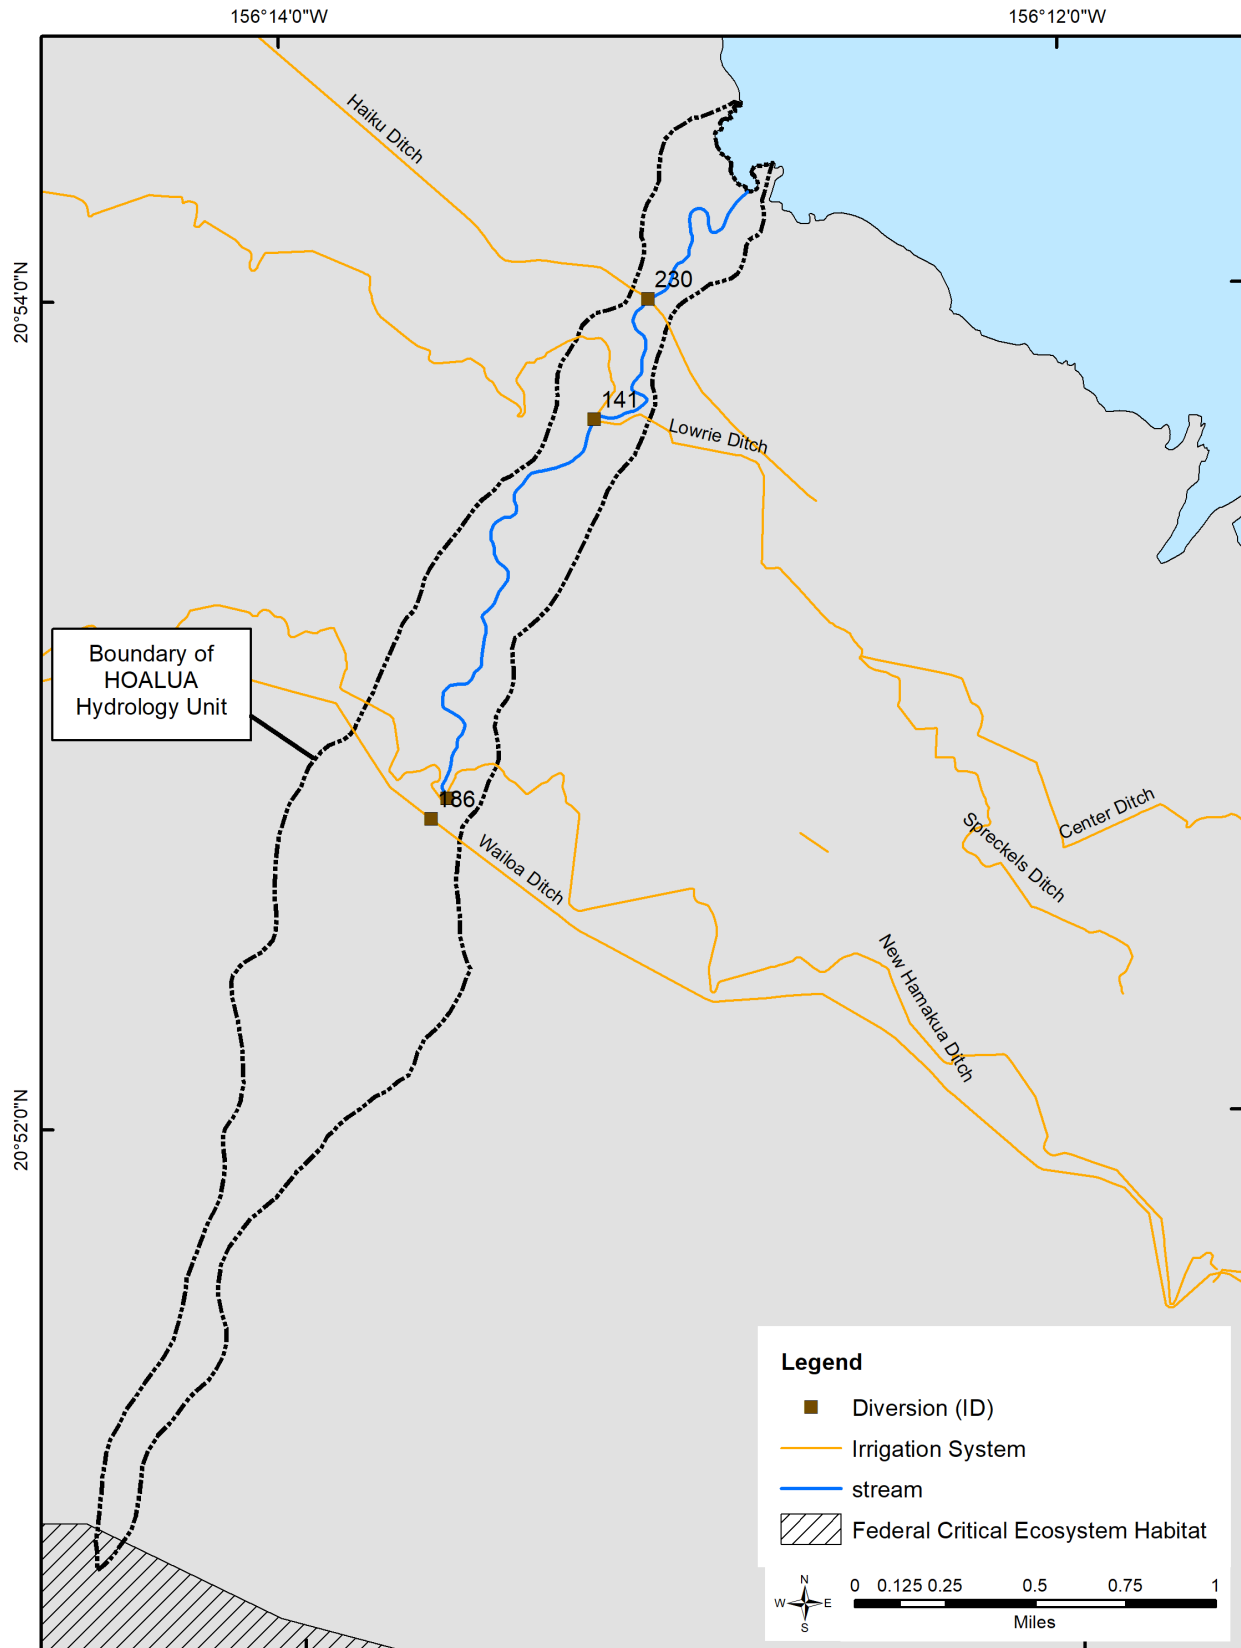 156°14'0"W
156°12'0"W
Haiku Ditch
20°54'0"N
230
141
Lowrie Ditch
Boundary of
HOALUA
Hydrology Unit
186
Wailoa Ditch
Center Ditch
Spreckels Ditch
New Hamakua Ditch
20°52'0"N
Legend
Diversion (ID)
Irrigation System
stream
Federal Critical Ecosystem Habitat
N
W E
S
0 0.125 0.25 0.5 0.75 1
Miles